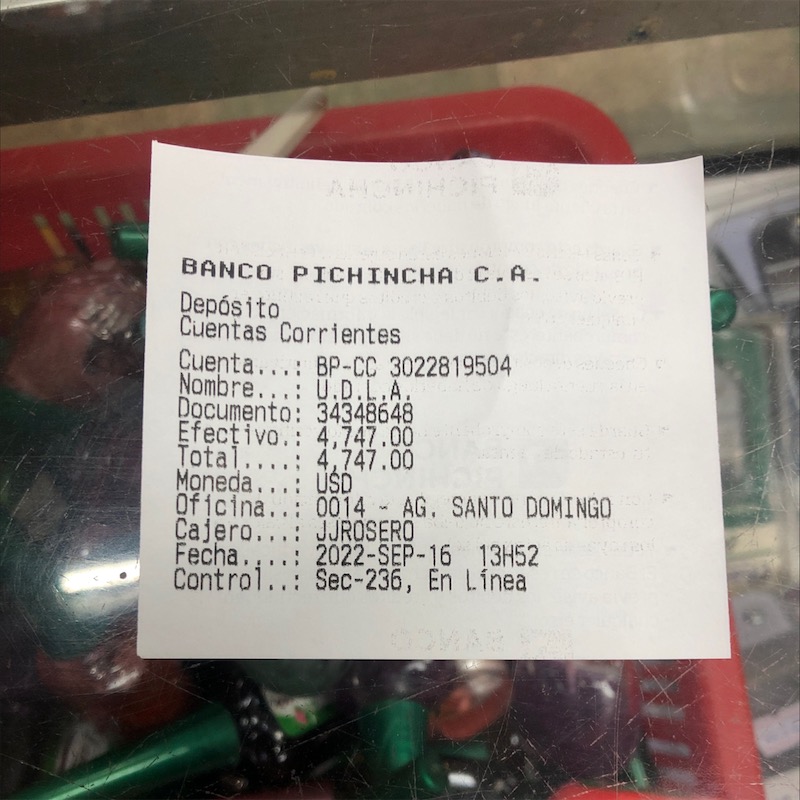 BANCO PICHINCHA C.A.
Depósito
Cuentas Corrientes
Cuenta...: BP-CC 3022819504
Nombre...: U.D.L.A.
Documento: 34348648
Efectivo.: 4,747.00
Total....: 4,747.00
Moneda...: USD
Oficina..: 0014 - AG. SANTO DOMINGO
Cajero...: JJROSERO
Fecha....: 2022-SEP-16 13H52
Control..: Sec-236, En Línea